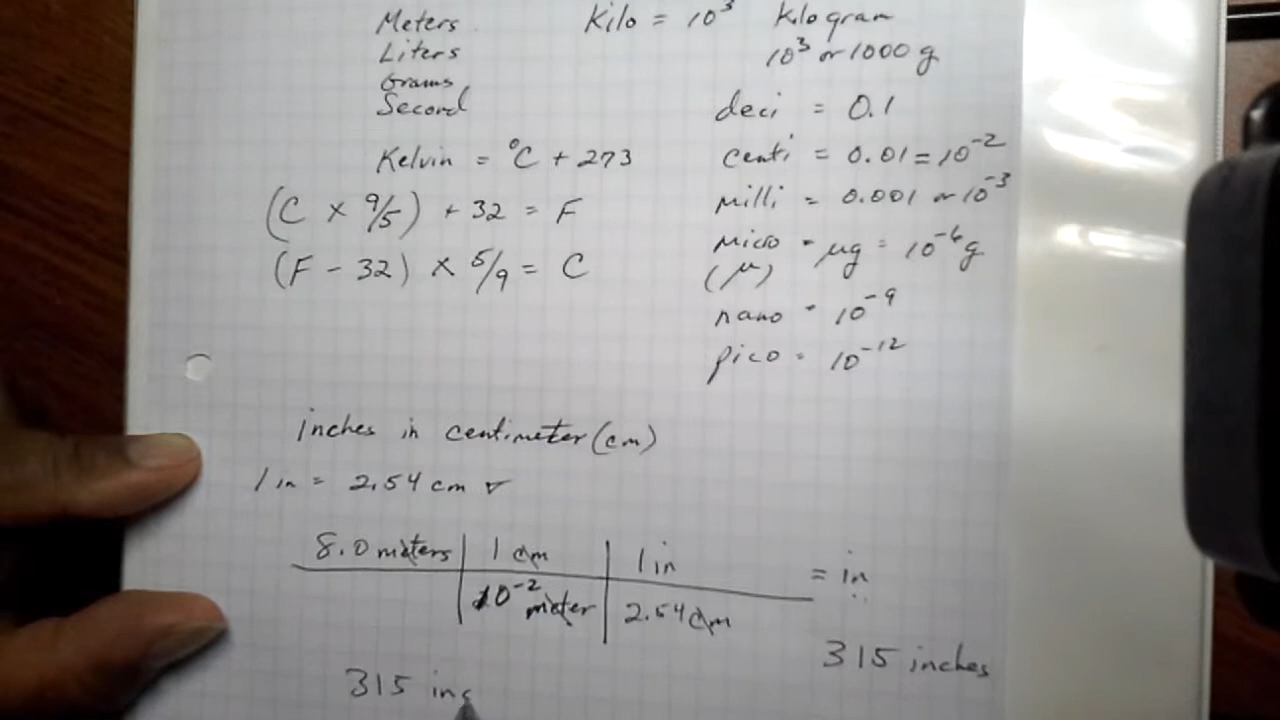 Meters
Liters
Grams
Second
Kelvin = °C + 273
(C x 9/5) + 32 = F
(F - 32) x 5/9 = C
Kilo = 10³ Kilogram
10³ or 1000 g
deci = 0.1
centi = 0.01 = 10⁻²
milli = 0.001 or 10⁻³
micro = μg = 10⁻⁶ g
(μ)
nano = 10⁻⁹
pico = 10⁻¹²
inches in centimeter (cm)
1 in = 2.54 cm
8.0 meters | 1 cm | 1 in = in
10⁻² meter | 2.54 cm
315 inches
315 inc